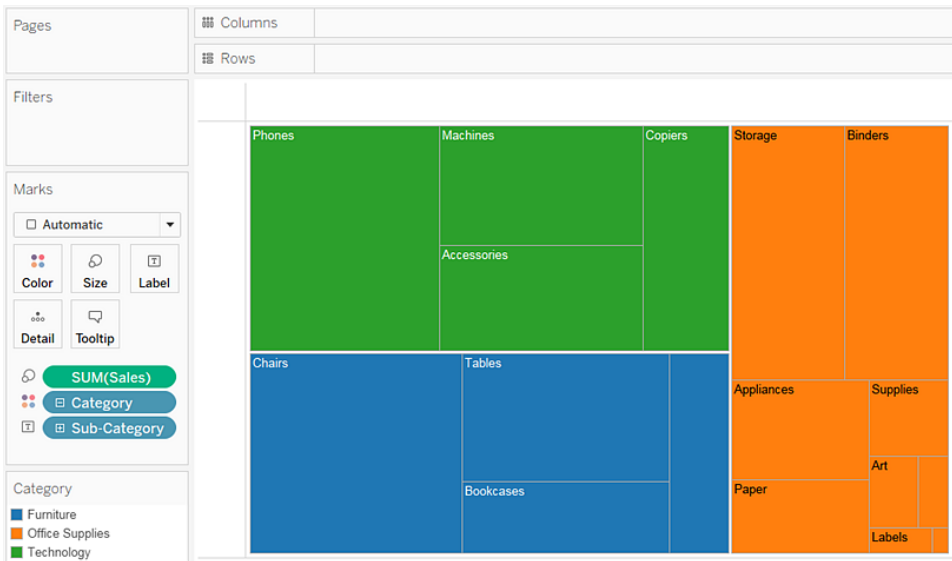 Pages
Columns
Rows
Filters
Marks
Automatic
Color Size Label
Detail Tooltip
SUM(Sales)
Category
Sub-Category
Category
Furniture
Office Supplies
Technology
Phones Machines Copiers
Accessories
Chairs Tables
Bookcases
Storage Binders
Appliances Supplies
Art
Paper
Labels